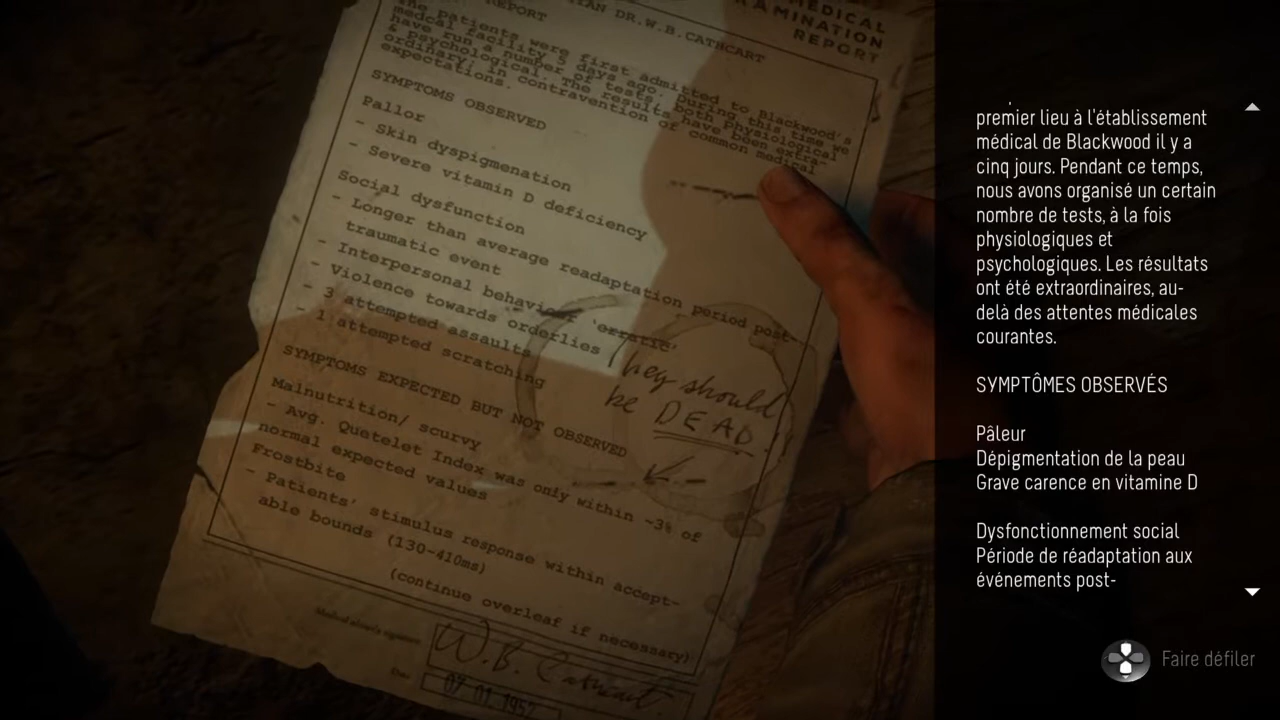 REPORT
DR.W.B.CATHCART
MEDICAL
EXAMINATION
REPORT
The patients were first admitted to Blackwood's
medical facility 5 days ago. During this time we
have run a number of tests, both Physiological
& psychological. The results have been extra-
ordinary; in contravention of common medical
expectations.
SYMPTOMS OBSERVED
Pallor
- Skin dyspigmenation
- Severe vitamin D deficiency
Social dysfunction
- Longer than average readaptation period post-
traumatic event
- Interpersonal behaviour 'erratic'
- Violence towards orderlies
- 3 attempted assaults
- 1 attempted scratching
They should
be DEAD
SYMPTOMS EXPECTED BUT NOT OBSERVED
Malnutrition/ scurvy
- Avg. Quetelet Index was only within ~3% of
normal expected values
Frostbite
- Patients' stimulus response within accept-
able bounds (130-410ms)
(continue overleaf if necessary)
W.B. Cathcart
07 01 1952
premier lieu à l'établissement
médical de Blackwood il y a
cinq jours. Pendant ce temps,
nous avons organisé un certain
nombre de tests, à la fois
physiologiques et
psychologiques. Les résultats
ont été extraordinaires, au-
delà des attentes médicales
courantes.
SYMPTÔMES OBSERVÉS
Pâleur
Dépigmentation de la peau
Grave carence en vitamine D
Dysfonctionnement social
Période de réadaptation aux
événements post-
Faire défiler